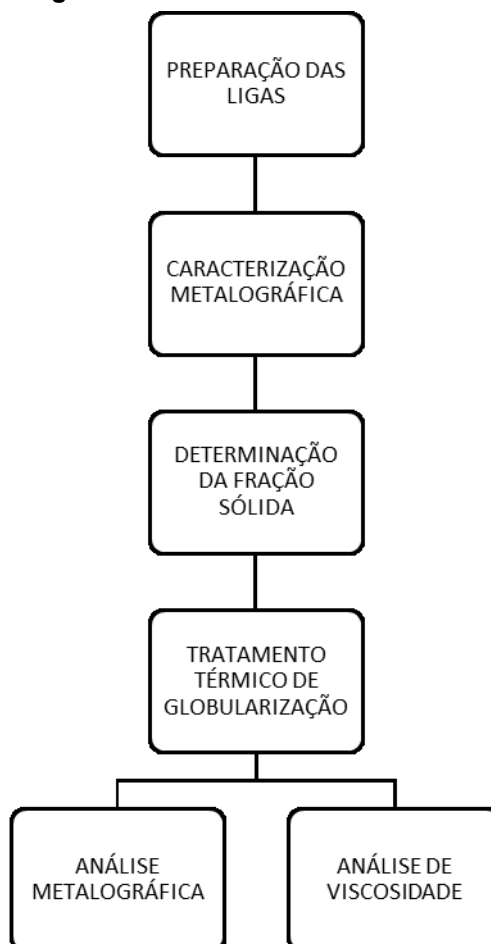 PREPARAÇÃO DAS
LIGAS
CARACTERIZAÇÃO
METALOGRÁFICA
DETERMINAÇÃO
DA FRAÇÃO
SÓLIDA
TRATAMENTO
TÉRMICO DE
GLOBULARIZAÇÃO
ANÁLISE
METALOGRÁFICA
ANÁLISE DE
VISCOSIDADE